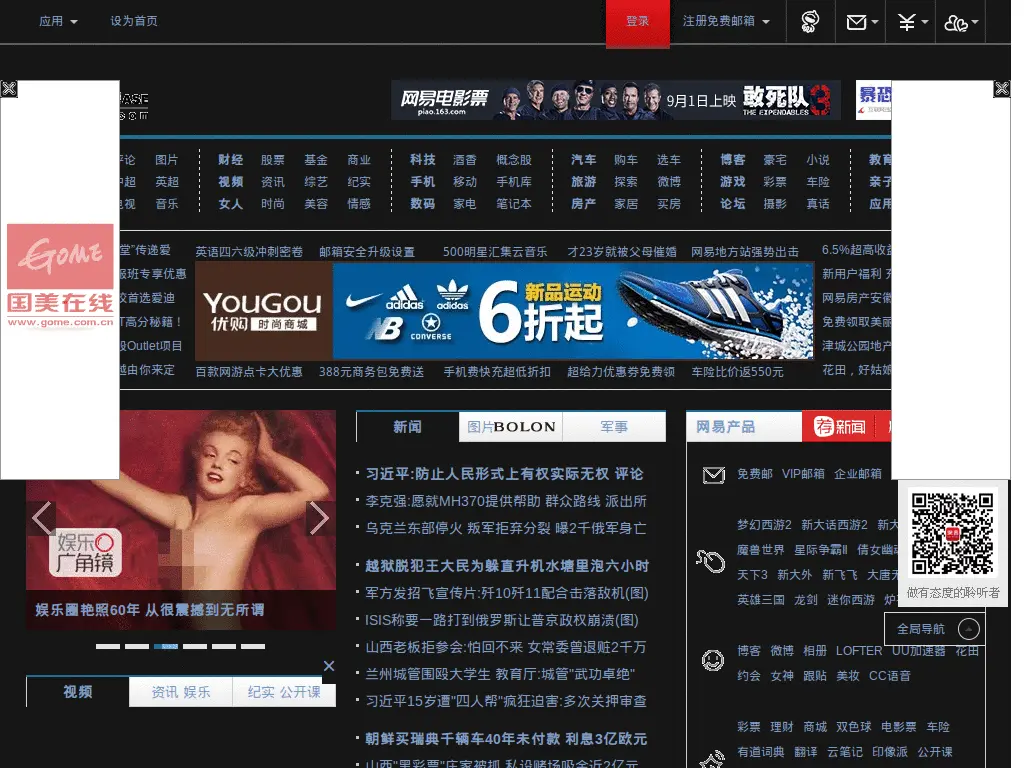 应用 设为首页 登录 注册免费邮箱
网易电影票 piao.163.com 9月1日上映 敢死队3 THE EXPENDABLES
暴恐
评论 图片 财经 股票 基金 商业 科技 酒香 概念股 汽车 购车 选车 博客 豪宅 小说 教育
中超 英超 视频 资讯 综艺 纪实 手机 移动 手机库 旅游 探索 微博 游戏 彩票 车险 亲子
电视 音乐 女人 时尚 美容 情感 数码 家电 笔记本 房产 家居 买房 论坛 摄影 真话 应用
堂"传递爱 英语四六级冲刺密卷 邮箱安全升级设置 500明星汇集云音乐 才23岁就被父母催婚 网易地方站强势出击 6.5%超高收益
报班专享优惠 新用户福利
校首选爱迪 网易房产安徽
IT高分秘籍! 免费领取美丽
股Outlet项目 津城公园地产
越由你来定 百款网游点卡大优惠 388元商务包免费送 手机费快充超低折扣 超给力优惠券免费领 车险比价返550元 花田,好姑娘
GOME
国美在线
www.gome.com.cn
YOUGOU
优购 时尚商城
adidas adidas CONVERSE NB
6折起
新品运动
娱乐
广角镜
娱乐圈艳照60年 从很震撼到无所谓
视频 资讯 娱乐 纪实 公开课
新闻 图片 BOLON 军事
习近平:防止人民形式上有权实际无权 评论
李克强:愿就MH370提供帮助 群众路线 派出所
乌克兰东部停火 叛军拒弃分裂 曝2千俄军身亡
越狱脱犯王大民为躲直升机水塘里泡六小时
军方发招飞宣传片:歼10歼11配合击落敌机(图)
ISIS称要一路打到俄罗斯让普京政权崩溃(图)
山西老板拒参会:怕回不来 女常委曾退赃2千万
兰州城管围殴大学生 教育厅:城管"武功卓绝"
习近平15岁遭"四人帮"疯狂迫害:多次关押审查
朝鲜买瑞典千辆车40年未付款 利息3亿欧元
山西"黑彩票"庄家被抓 私设赌场吸金近2亿元
网易产品 荐新闻
免费邮 VIP邮箱 企业邮箱
梦幻西游2 新大话西游2 新大
魔兽世界 星际争霸Ⅱ 倩女幽魂
天下3 新大外 新飞飞 大唐无
英雄三国 龙剑 迷你西游 炉
博客 微博 相册 LOFTER UU加速器 花田
约会 女神 跟贴 美妆 CC语音
彩票 理财 商城 双色球 电影票 车险
有道词典 翻译 云笔记 印像派 公开课
做有态度的聆听者
全局导航